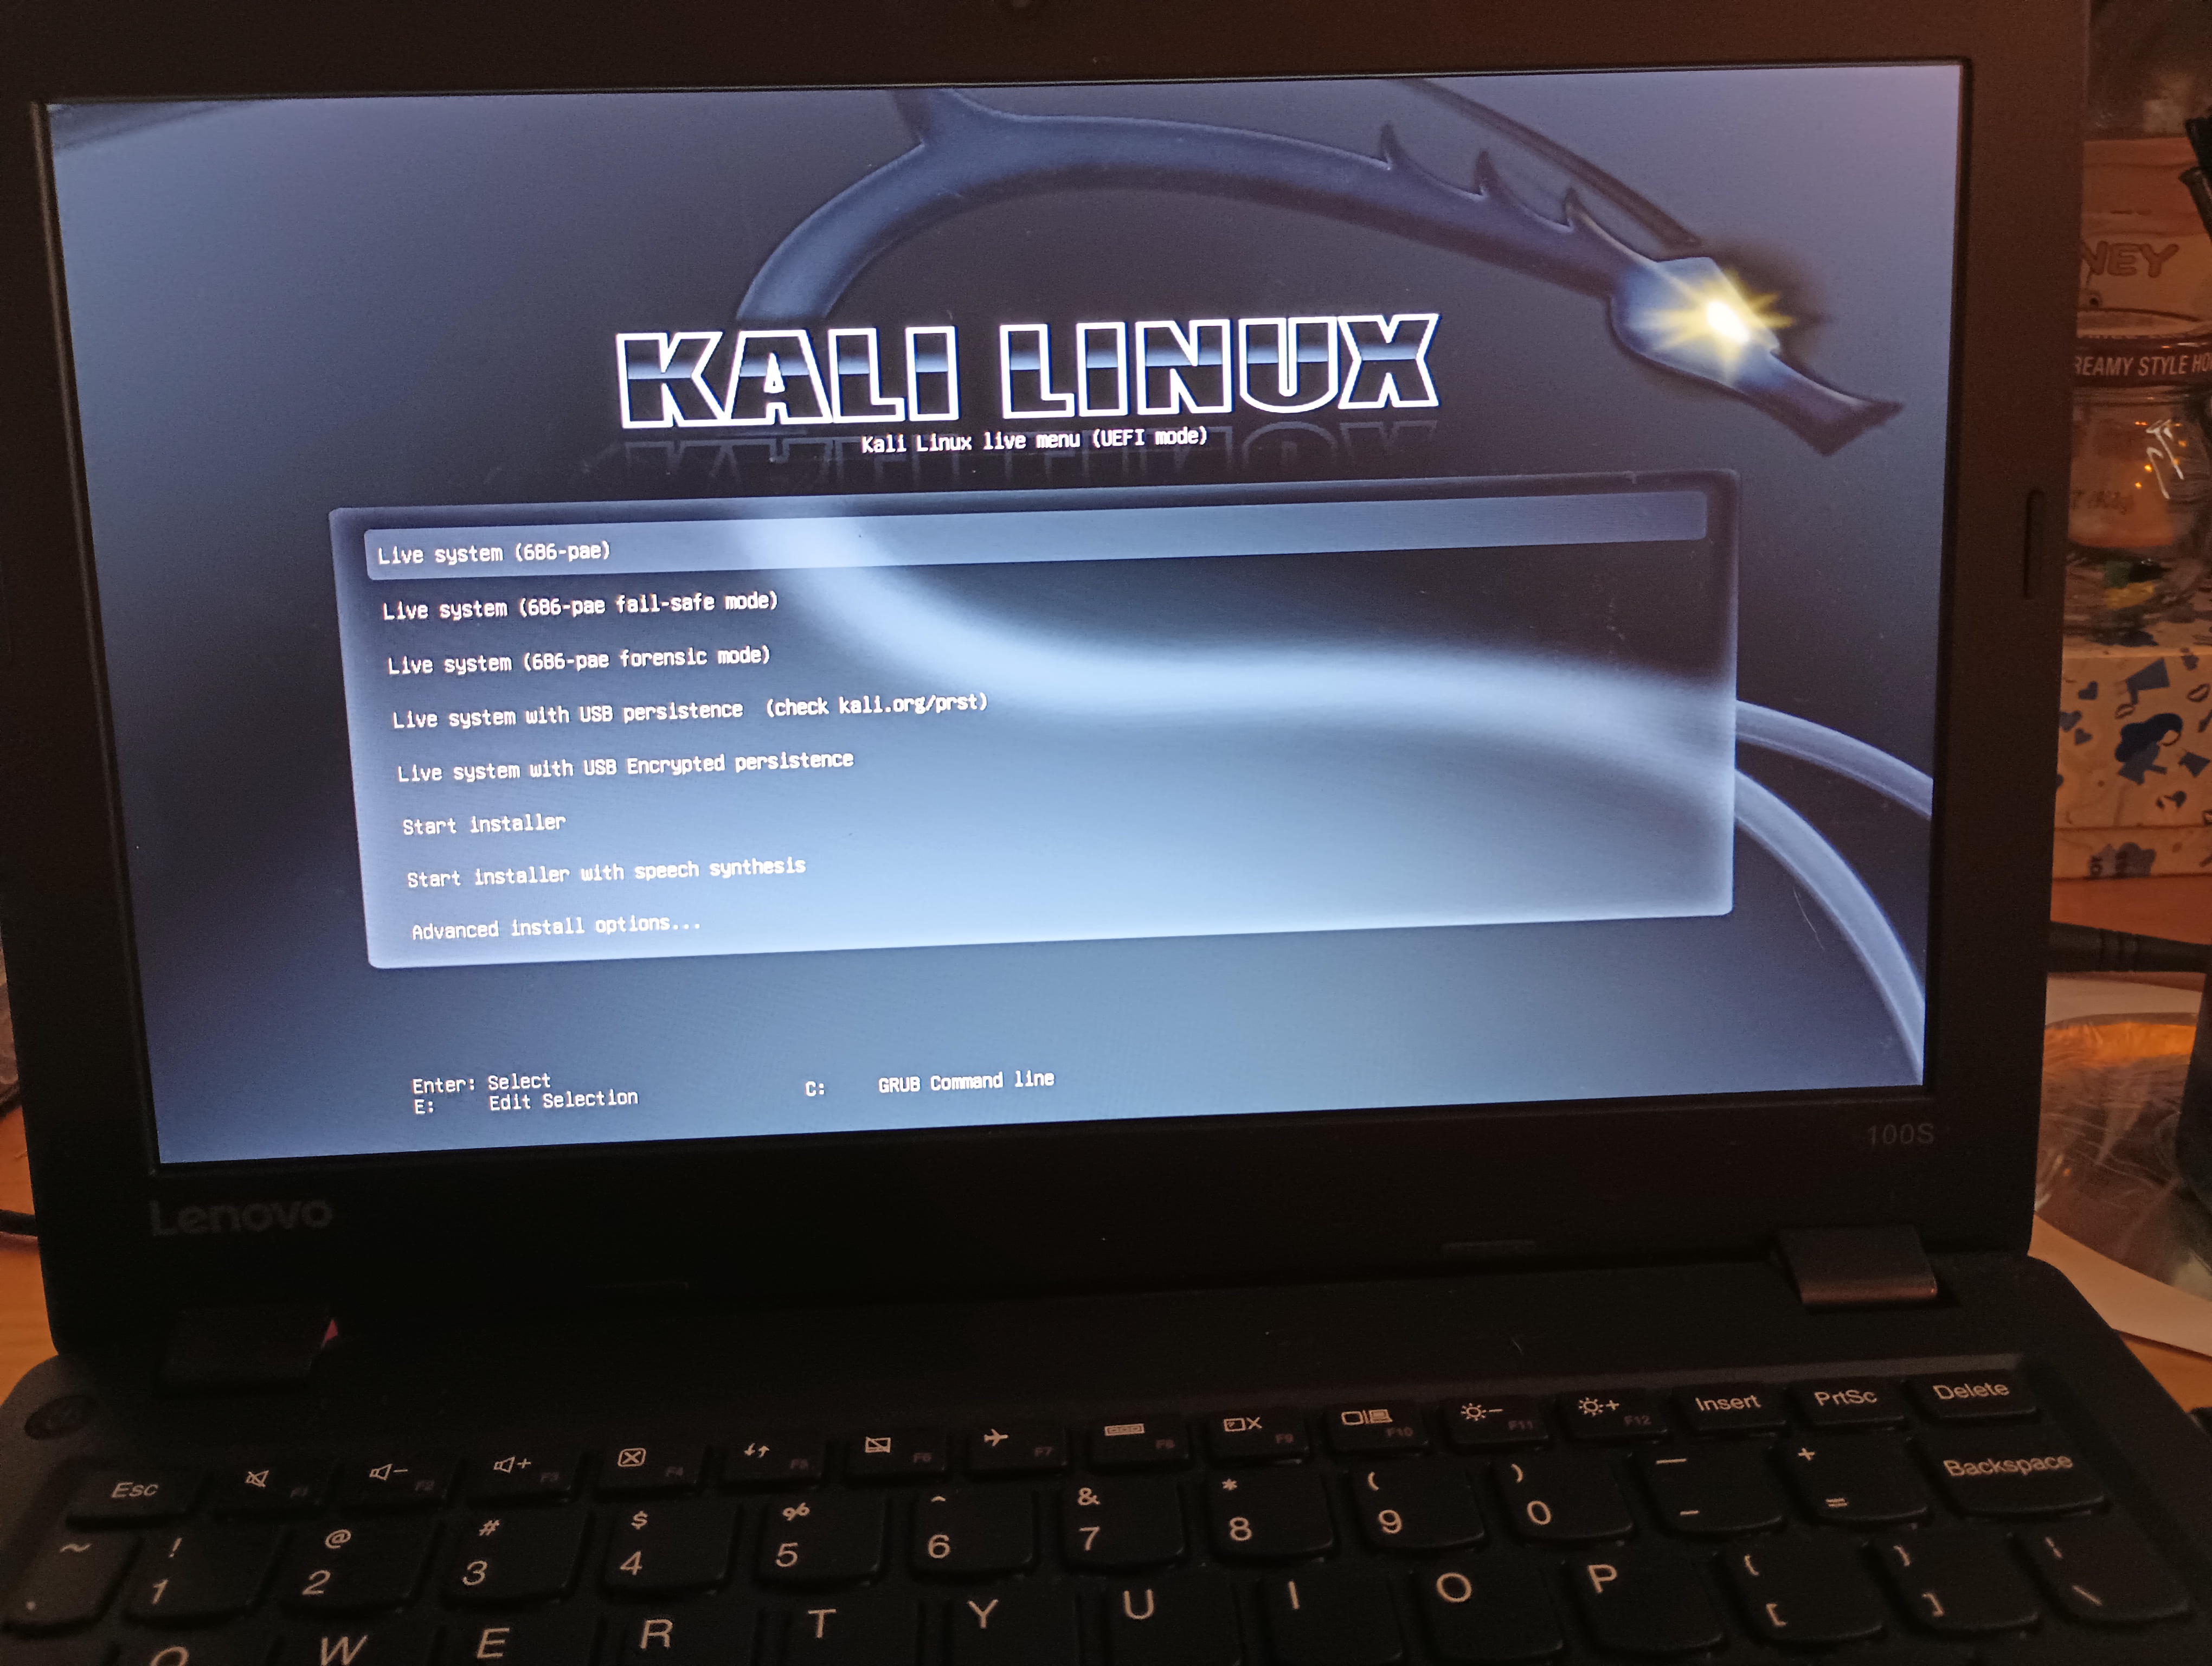 KALI LINUX
Kali Linux live menu (UEFI mode)
Live system (686-pae)
Live system (686-pae fail-safe mode)
Live system (686-pae forensic mode)
Live system with USB persistence (check kali.org/prst)
Live system with USB Encrypted persistence
Start installer
Start installer with speech synthesis
Advanced install options...
Enter: Select
E: Edit Selection C: GRUB Command line
100S
Lenovo
NEY
REAMY STYLE HO
Esc F1 F2 F3 F4 F5 F6 F7 F8 F9 F10 F11 F12 Insert PrtSc Delete
~ ! @ # $ % ^ & * ( ) — + Backspace
1 2 3 4 5 6 7 8 9 0 - =
Q W E R T Y U I O P { [ } ] | \